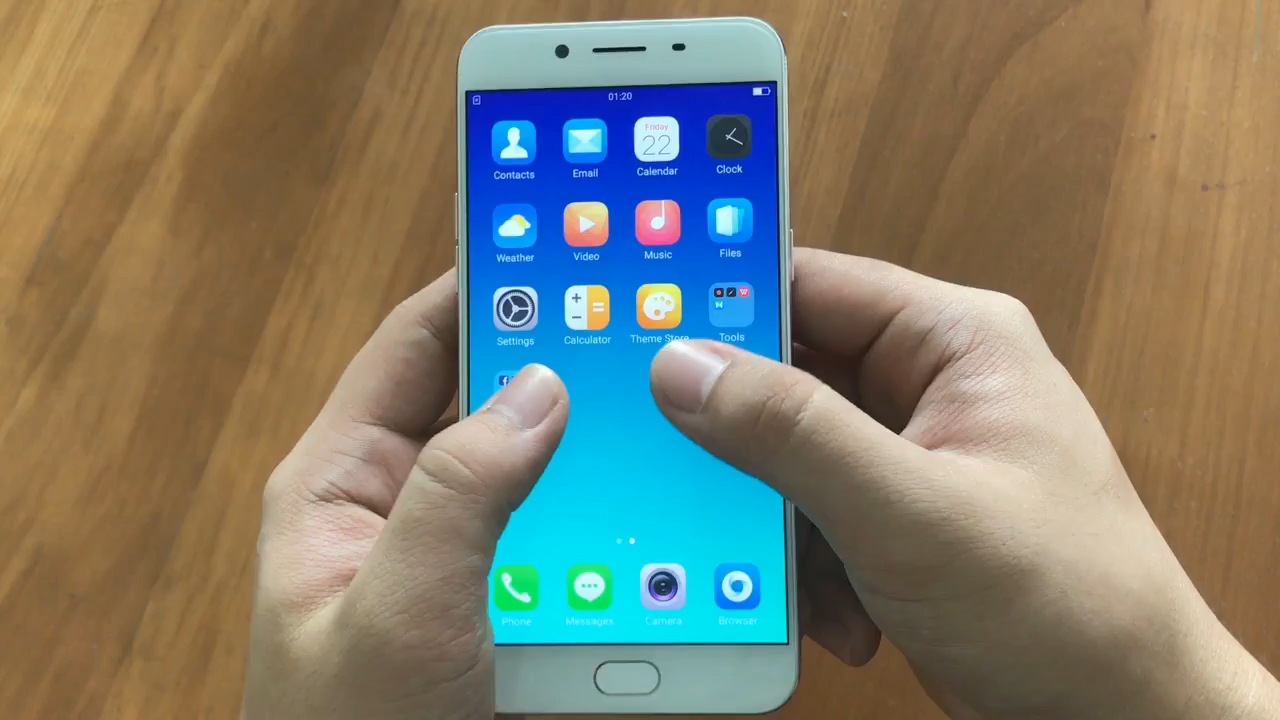 01:20
Friday
22
Contacts
Email
Calendar
Clock
Weather
Video
Music
Files
Settings
Calculator
Theme Store
Tools
Phone
Messages
Camera
Browser